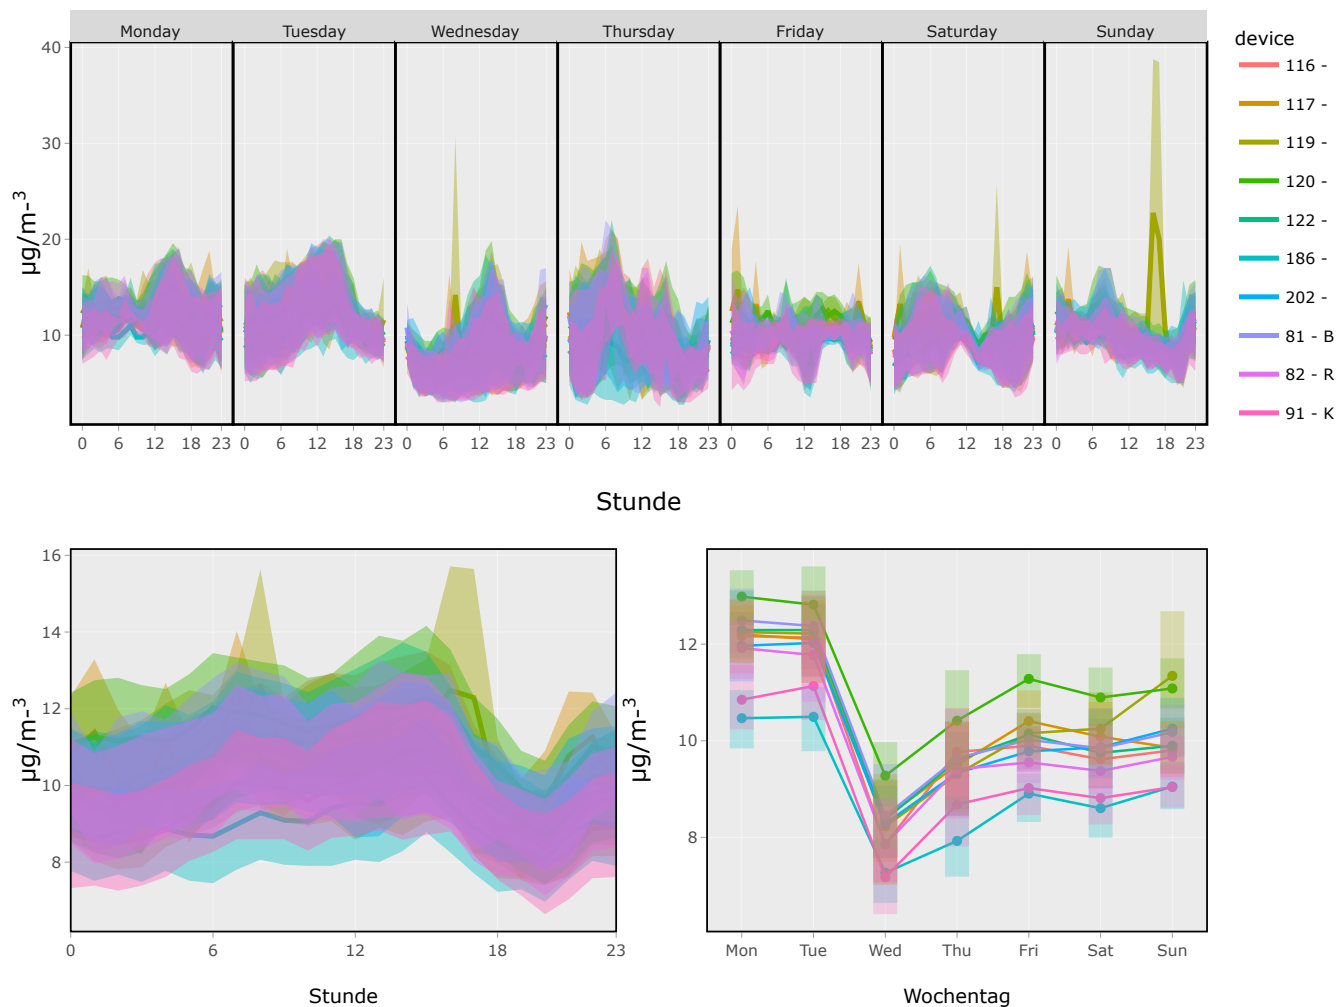 Monday Tuesday Wednesday Thursday Friday Saturday Sunday
device
40
30
20
10
µg/m-³
116 -
117 -
119 -
120 -
122 -
186 -
202 -
81 - B
82 - R
91 - K
0 6 12 18 23 0 6 12 18 23 0 6 12 18 23 0 6 12 18 23 0 6 12 18 23 0 6 12 18 23 0 6 12 18 23
Stunde
16
14
12
10
8
µg/m-³
0 6 12 18 23
Stunde
12
10
8
µg/m-³
Mon Tue Wed Thu Fri Sat Sun
Wochentag